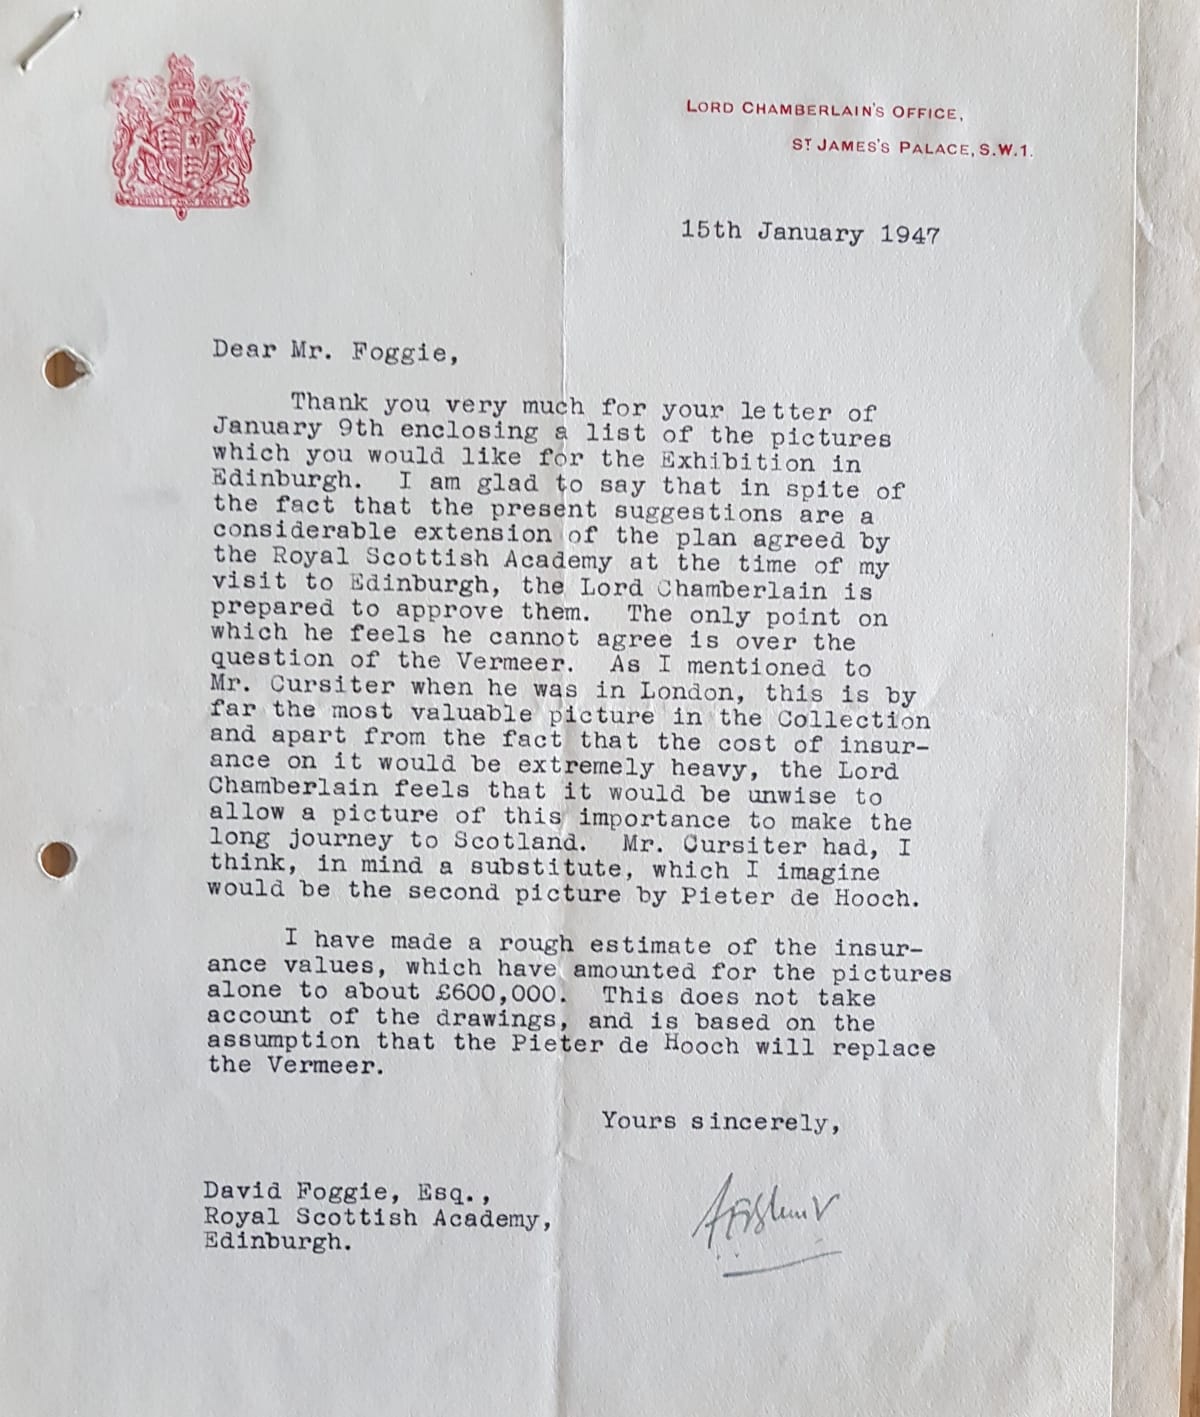 LORD CHAMBERLAIN'S OFFICE,
ST JAMES'S PALACE, S.W.1.
15th January 1947
Dear Mr. Foggie,
Thank you very much for your letter of
January 9th enclosing a list of the pictures
which you would like for the Exhibition in
Edinburgh. I am glad to say that in spite of
the fact that the present suggestions are a
considerable extension of the plan agreed by
the Royal Scottish Academy at the time of my
visit to Edinburgh, the Lord Chamberlain is
prepared to approve them. The only point on
which he feels he cannot agree is over the
question of the Vermeer. As I mentioned to
Mr. Cursiter when he was in London, this is by
far the most valuable picture in the Collection
and apart from the fact that the cost of insur-
ance on it would be extremely heavy, the Lord
Chamberlain feels that it would be unwise to
allow a picture of this importance to make the
long journey to Scotland. Mr. Cursiter had, I
think, in mind a substitute, which I imagine
would be the second picture by Pieter de Hooch.
I have made a rough estimate of the insur-
ance values, which have amounted for the pictures
alone to about £600,000. This does not take
account of the drawings, and is based on the
assumption that the Pieter de Hooch will replace
the Vermeer.
Yours sincerely,
David Foggie, Esq.,
Royal Scottish Academy,
Edinburgh.